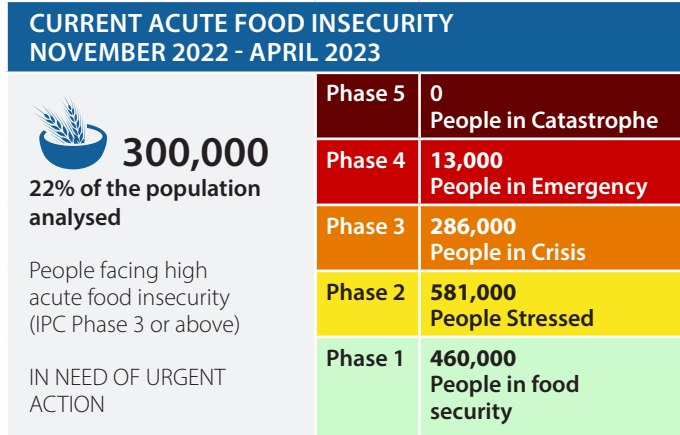 CURRENT ACUTE FOOD INSECURITY
NOVEMBER 2022 - APRIL 2023
300,000
22% of the population
analysed
People facing high
acute food insecurity
(IPC Phase 3 or above)
IN NEED OF URGENT
ACTION
Phase 5
0
People in Catastrophe
Phase 4
13,000
People in Emergency
Phase 3
286,000
People in Crisis
Phase 2
581,000
People Stressed
Phase 1
460,000
People in food
security